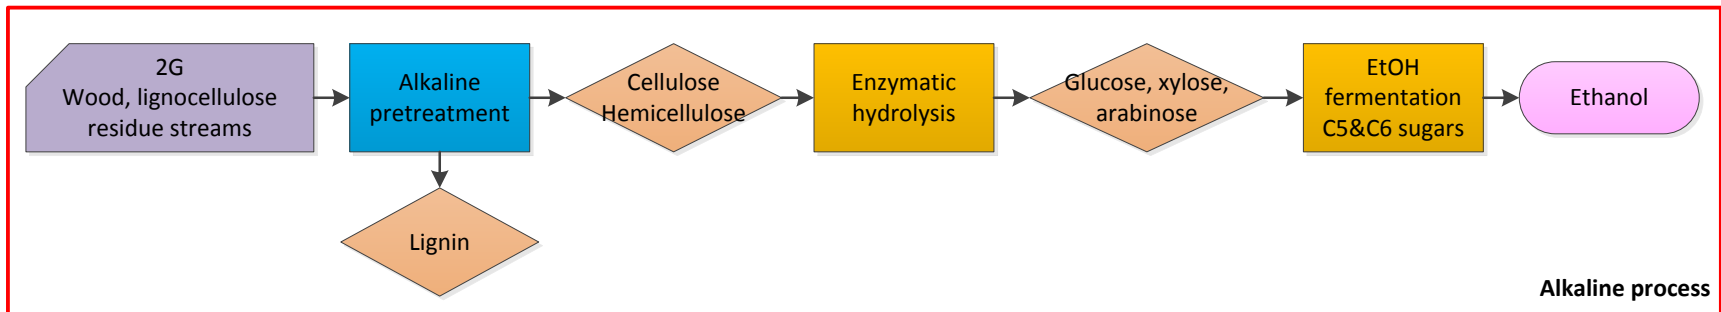 2G
Wood, lignocellulose
residue streams
Alkaline
pretreatment
Cellulose
Hemicellulose
Enzymatic
hydrolysis
Glucose, xylose,
arabinose
EtOH
fermentation
C5&C6 sugars
Ethanol
Lignin
Alkaline process